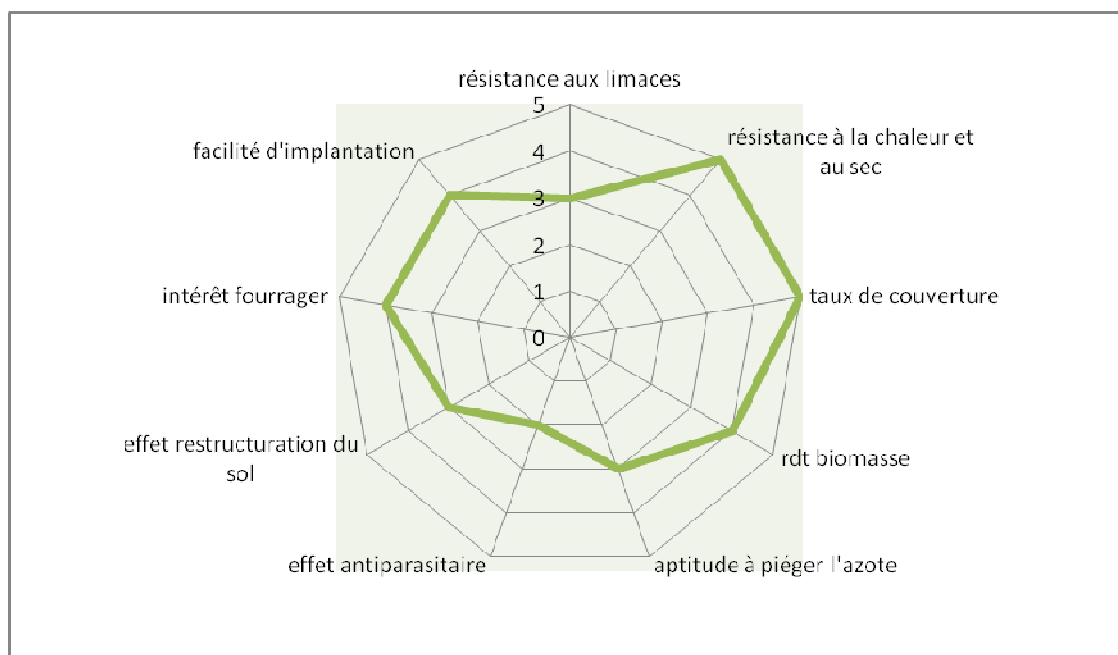 résistance aux limaces
5
4
3
2
1
0
résistance à la chaleur et
au sec
taux de couverture
rdt biomasse
aptitude à piéger l'azote
effet antiparasitaire
effet restructuration du
sol
intérêt fourrager
facilité d'implantation